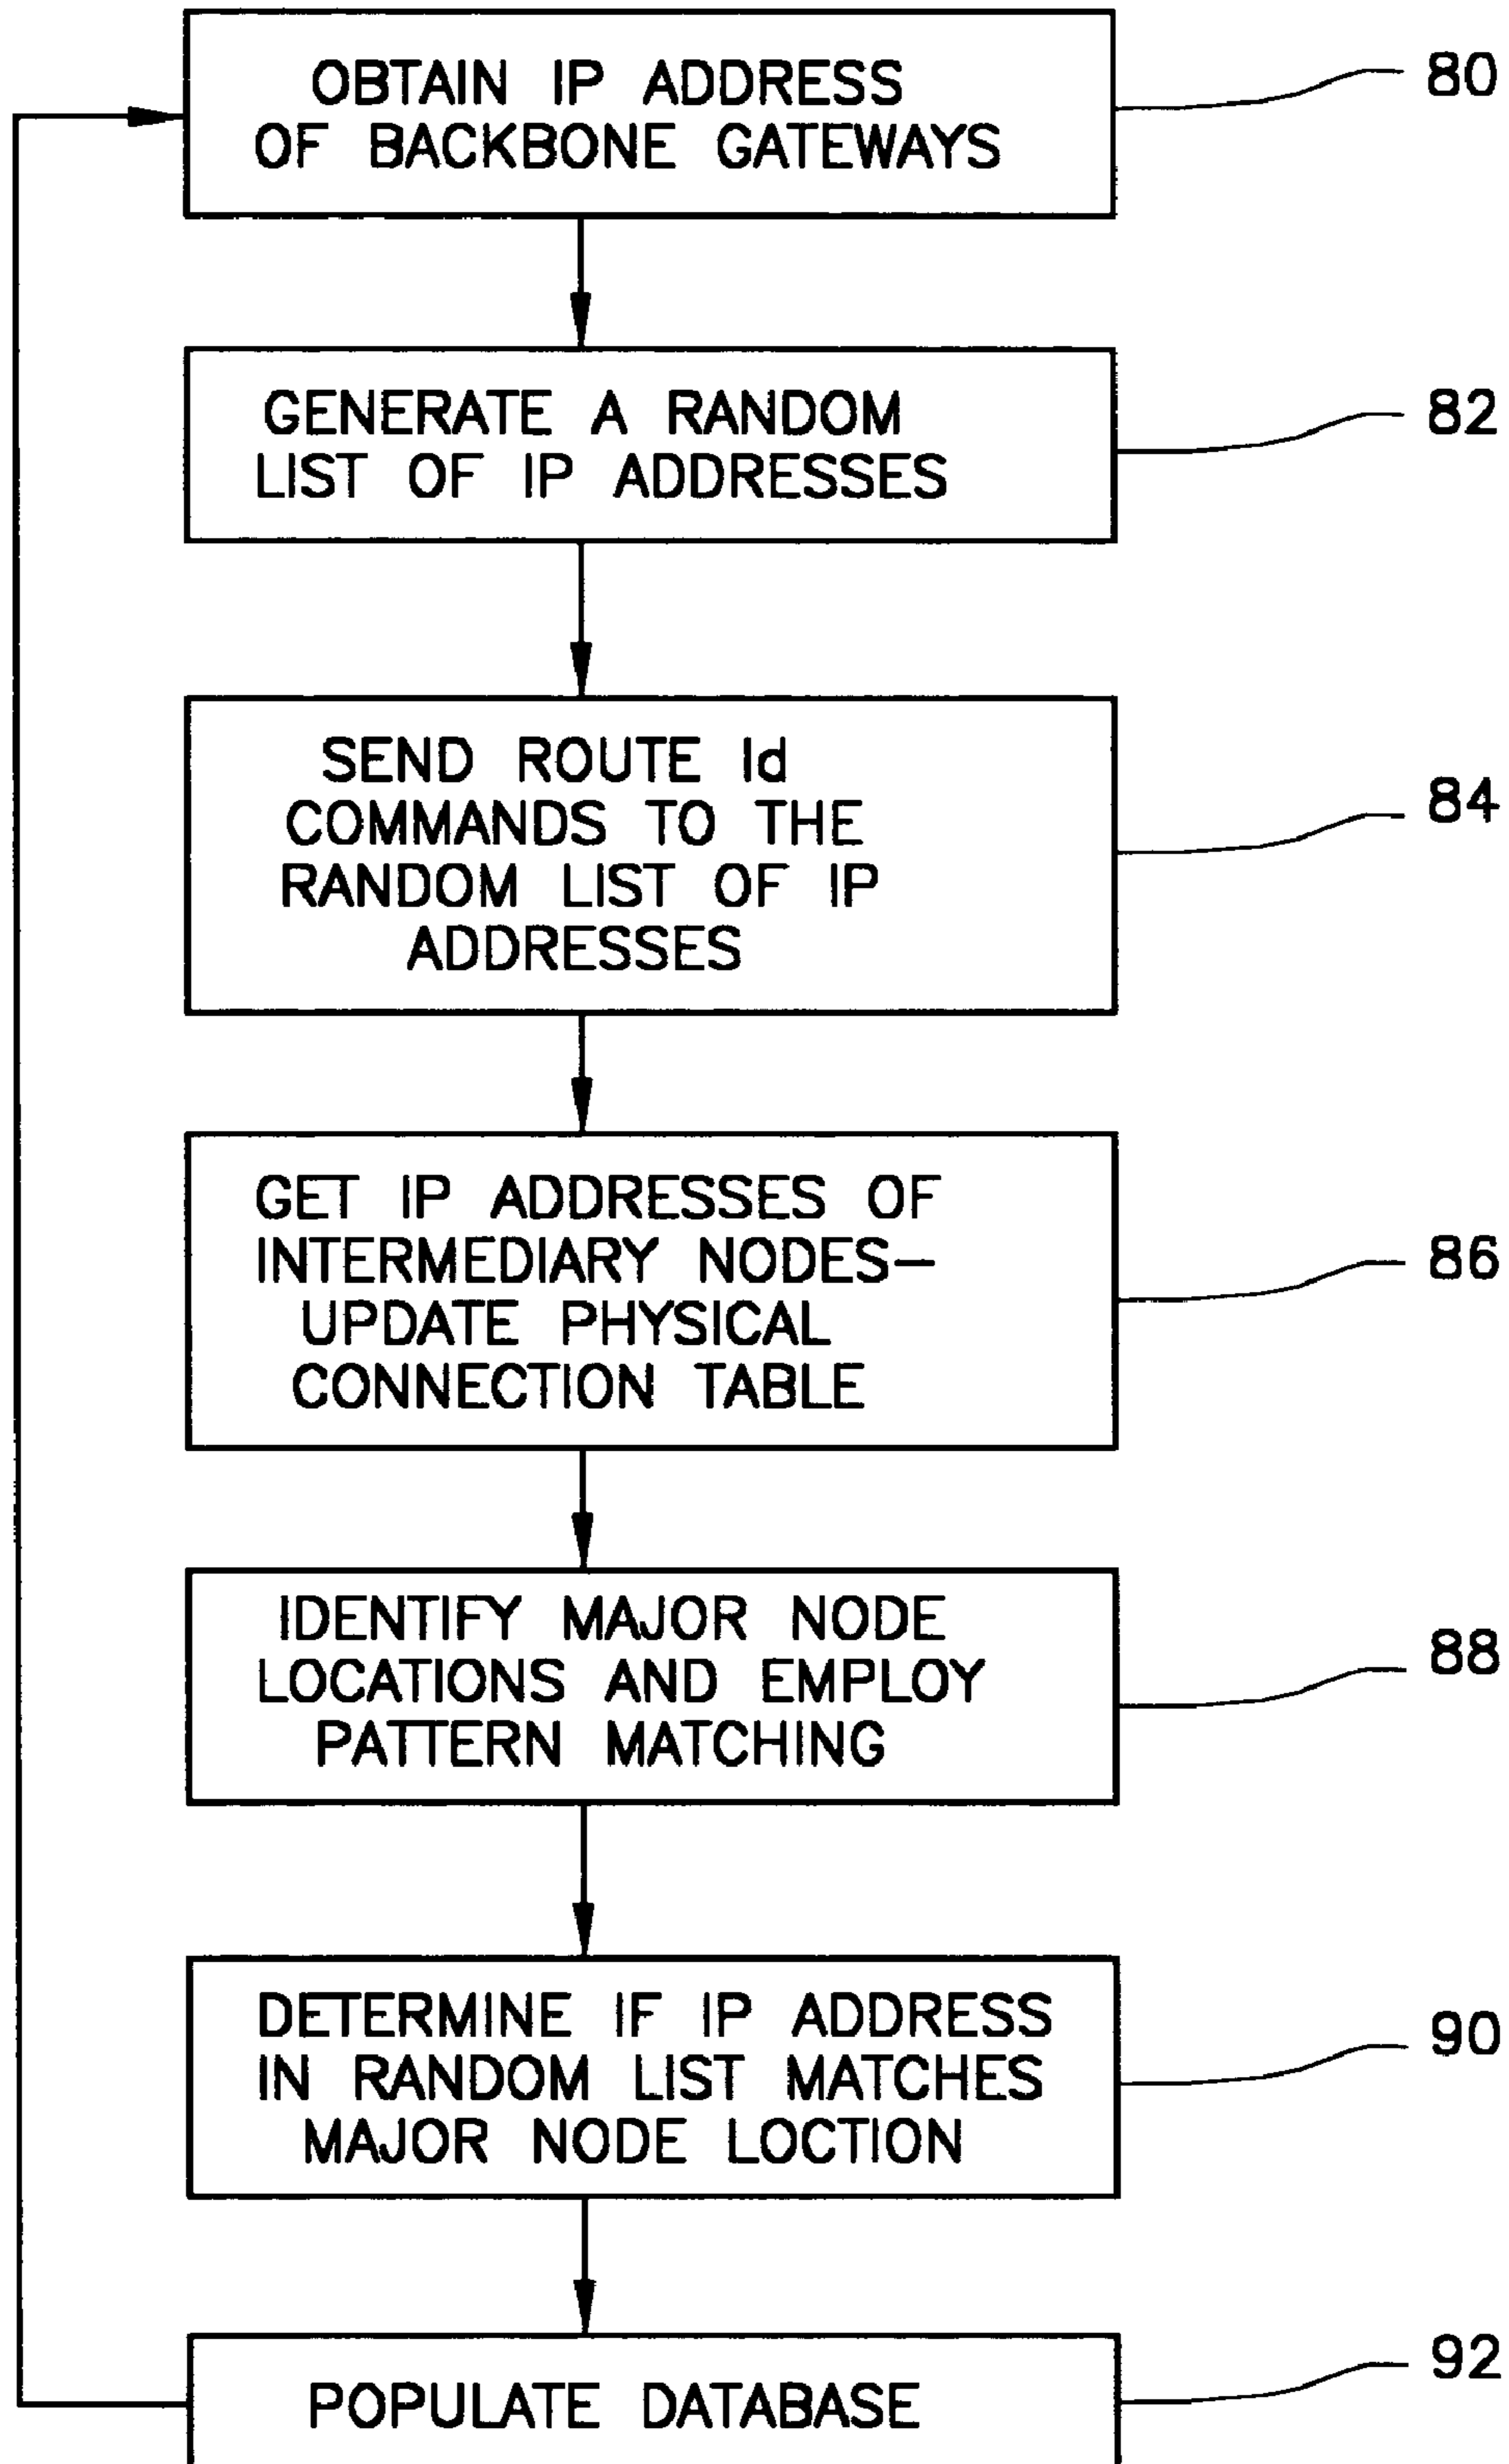 OBTAIN IP ADDRESS
OF BACKBONE GATEWAYS
80
GENERATE A RANDOM
LIST OF IP ADDRESSES
82
SEND ROUTE Id
COMMANDS TO THE
RANDOM LIST OF IP
ADDRESSES
84
GET IP ADDRESSES OF
INTERMEDIARY NODES-
UPDATE PHYSICAL
CONNECTION TABLE
86
IDENTIFY MAJOR NODE
LOCATIONS AND EMPLOY
PATTERN MATCHING
88
DETERMINE IF IP ADDRESS
IN RANDOM LIST MATCHES
MAJOR NODE LOCTION
90
POPULATE DATABASE
92